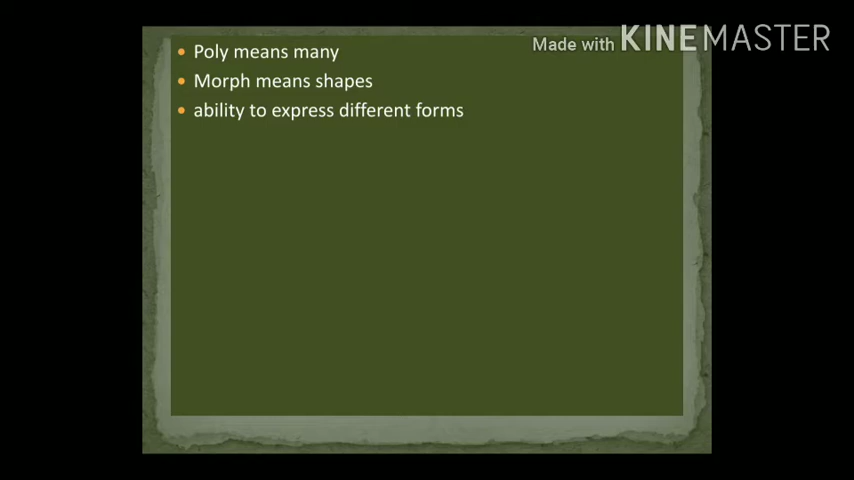 Made with KINEMASTER
• Poly means many
• Morph means shapes
• ability to express different forms